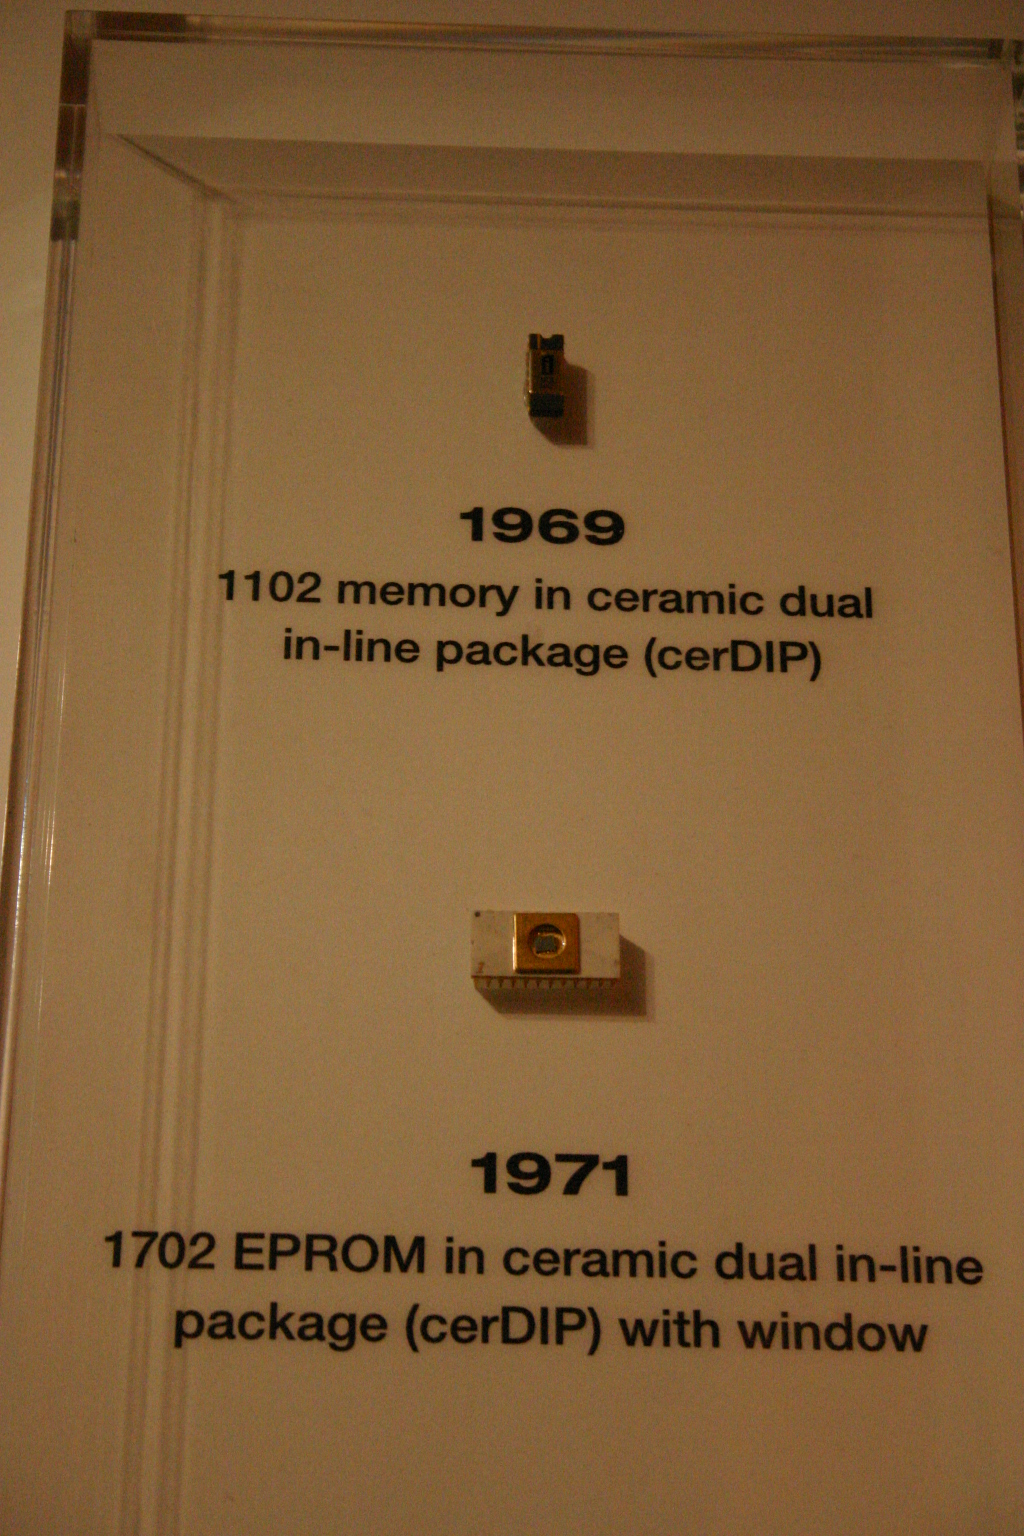 1969
1102 memory in ceramic dual
in-line package (cerDIP)
1971
1702 EPROM in ceramic dual in-line
package (cerDIP) with window